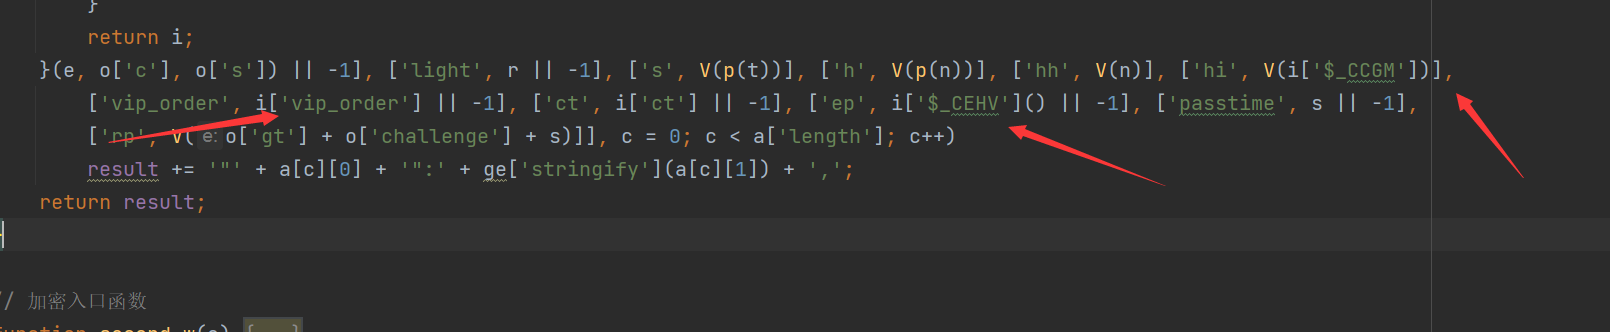 }
return i;
}(e, o['c'], o['s']) || -1], ['light', r || -1], ['s', V(p(t))], ['h', V(p(n))], ['hh', V(n)], ['hi', V(i['$_CCGM'])],
['vip_order', i['vip_order'] || -1], ['ct', i['ct'] || -1], ['ep', i['$_CEHV']() || -1], ['passtime', s || -1],
['rp', V( e: o['gt'] + o['challenge'] + s)]], c = 0; c < a['length']; c++)
result += '"' + a[c][0] + '":' + ge['stringify'](a[c][1]) + ',';
return result;
// 加密入口函数